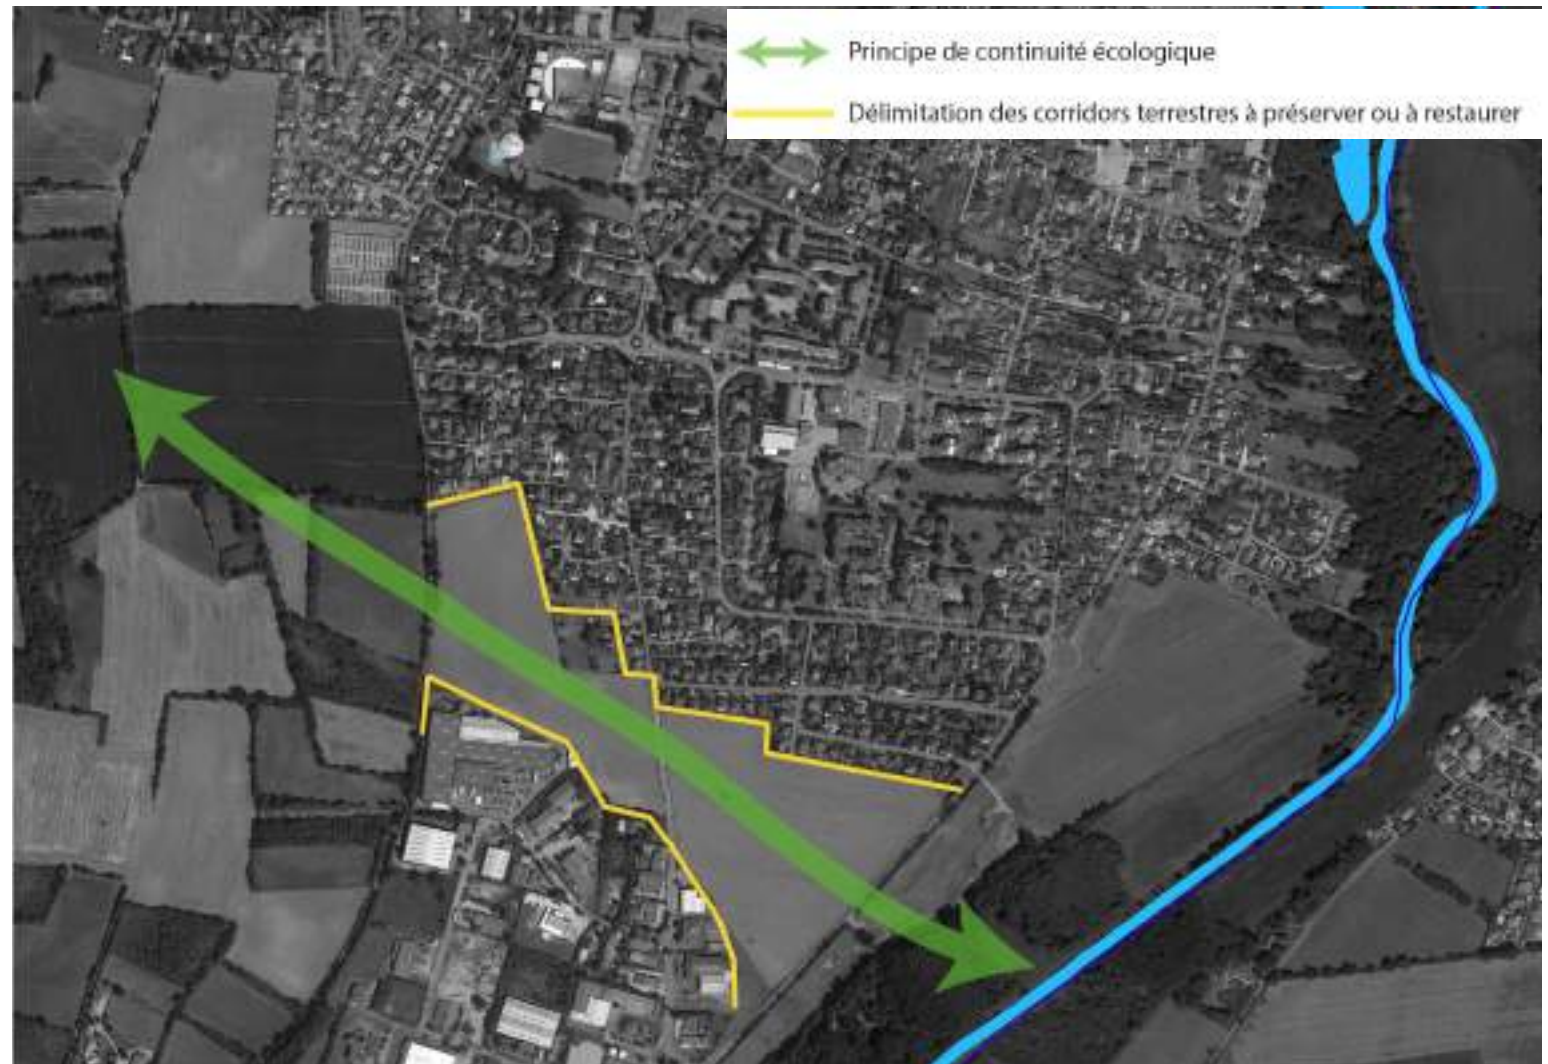 Principe de continuité écologique
Délimitation des corridors terrestres à préserver ou à restaurer